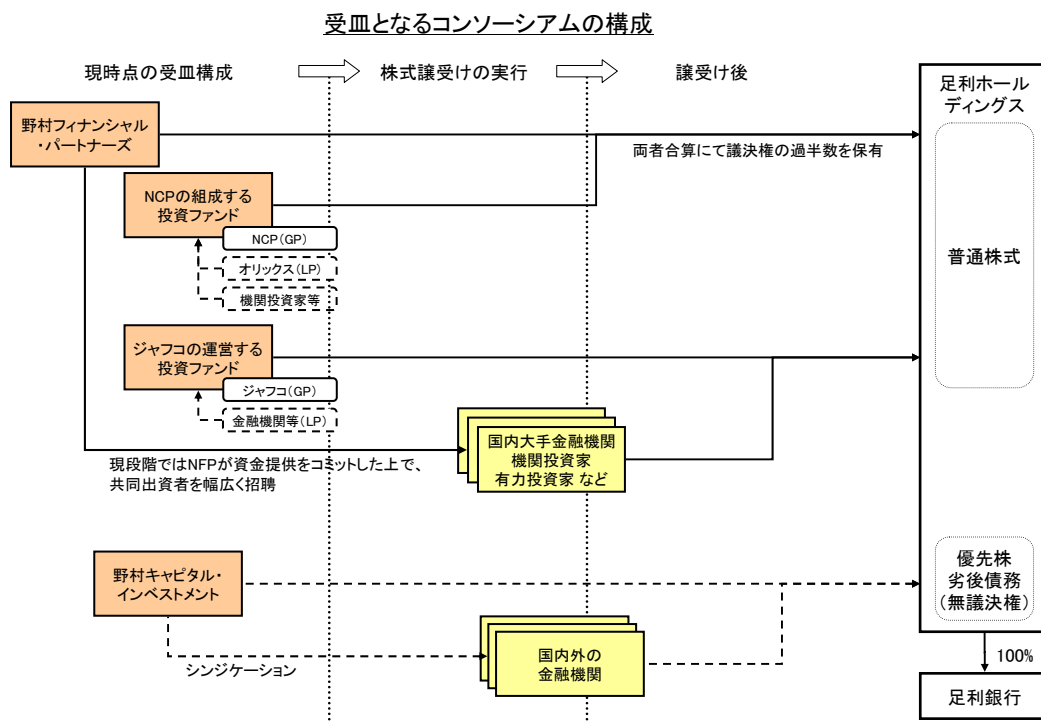 受皿となるコンソーシアムの構成
現時点の受皿構成
株式譲受けの実行
譲受け後
足利ホール
ディングス
野村フィナンシャル
・パートナーズ
両者合算にて議決権の過半数を保有
NCPの組成する
投資ファンド
NCP(GP)
オリックス(LP)
機関投資家等
普通株式
ジャフコの運営する
投資ファンド
ジャフコ(GP)
金融機関等(LP)
国内大手金融機関
機関投資家
有力投資家 など
現段階ではNFPが資金提供をコミットした上で、
共同出資者を幅広く招聘
野村キャピタル・
インベストメント
優先株
劣後債務
(無議決権)
シンジケーション
国内外の
金融機関
100%
足利銀行